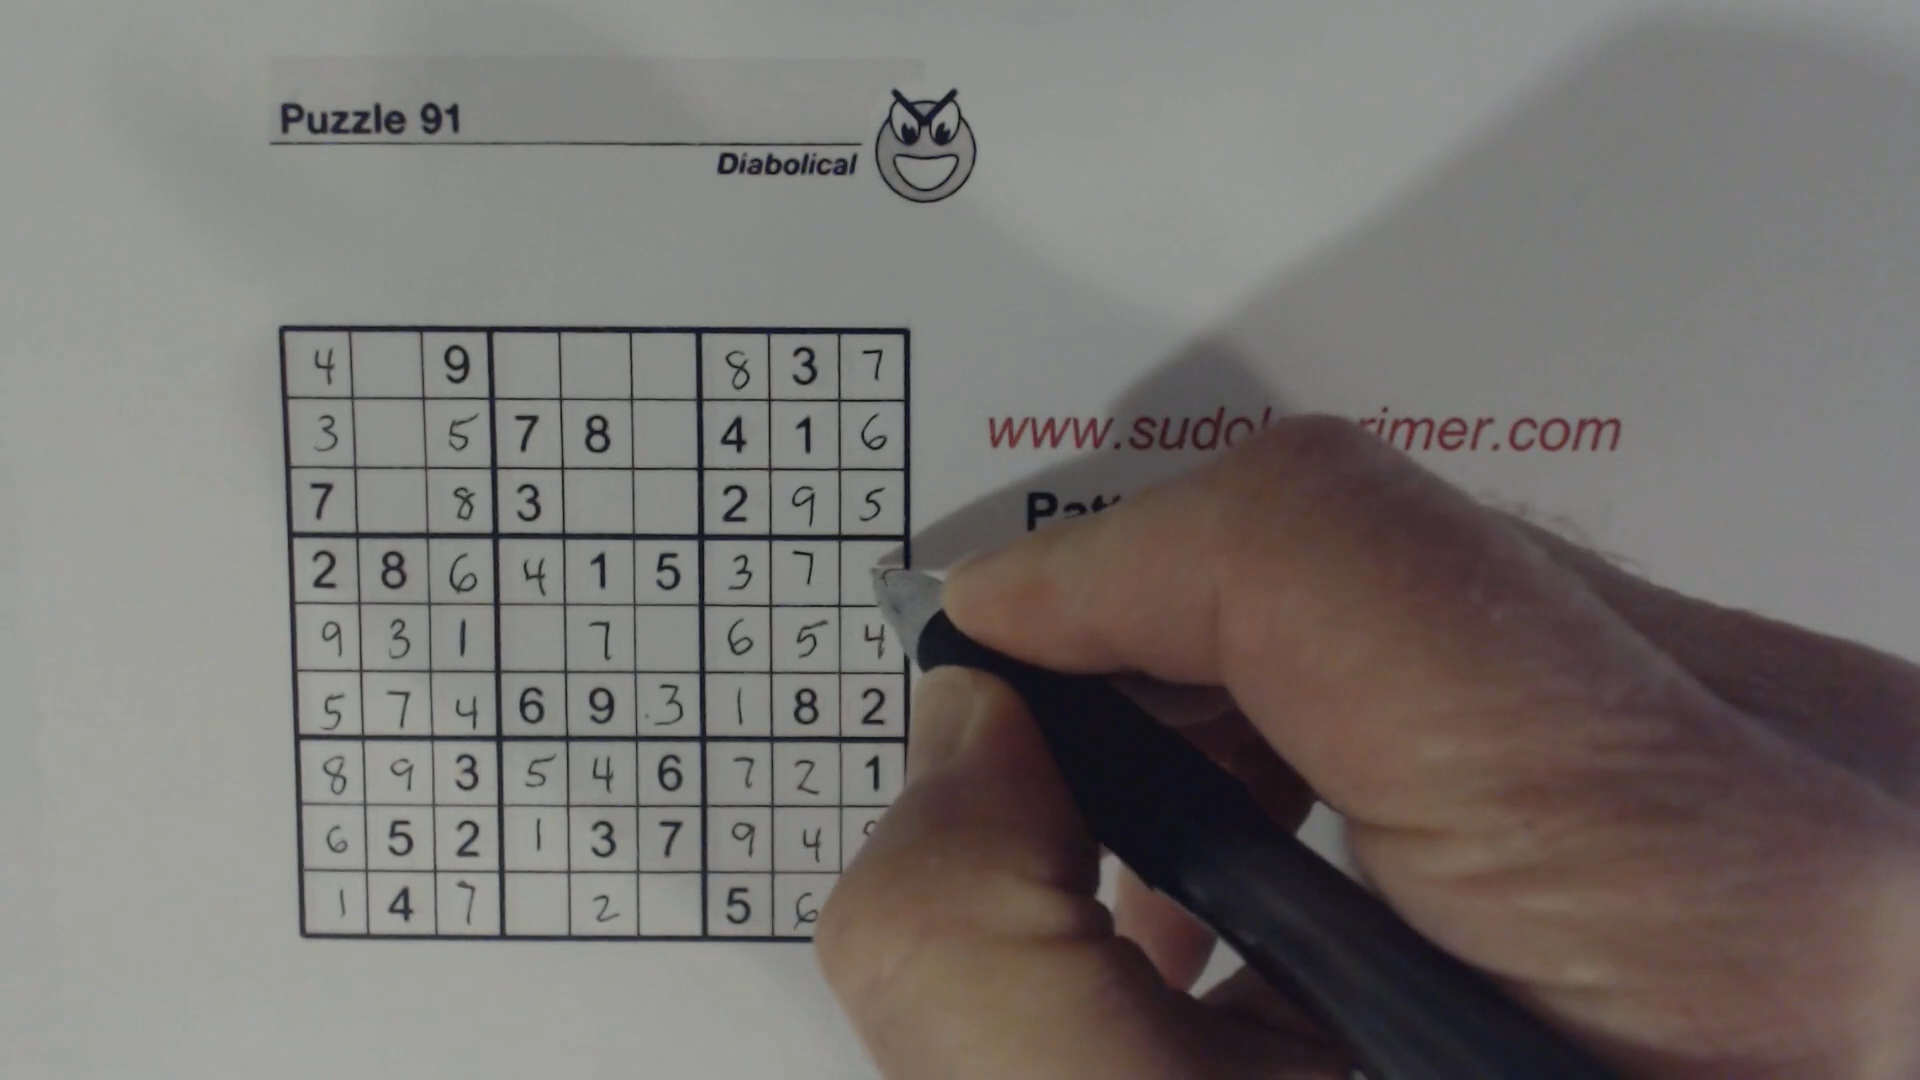 Puzzle 91
Diabolical
4 9 8 3 7
3 5 7 8 4 1 6
7 8 3 2 9 5
2 8 6 4 1 5 3 7
9 3 1 7 6 5 4
5 7 4 6 9 3 1 8 2
8 9 3 5 4 6 7 2 1
6 5 2 1 3 7 9 4
1 4 7 2 5 6